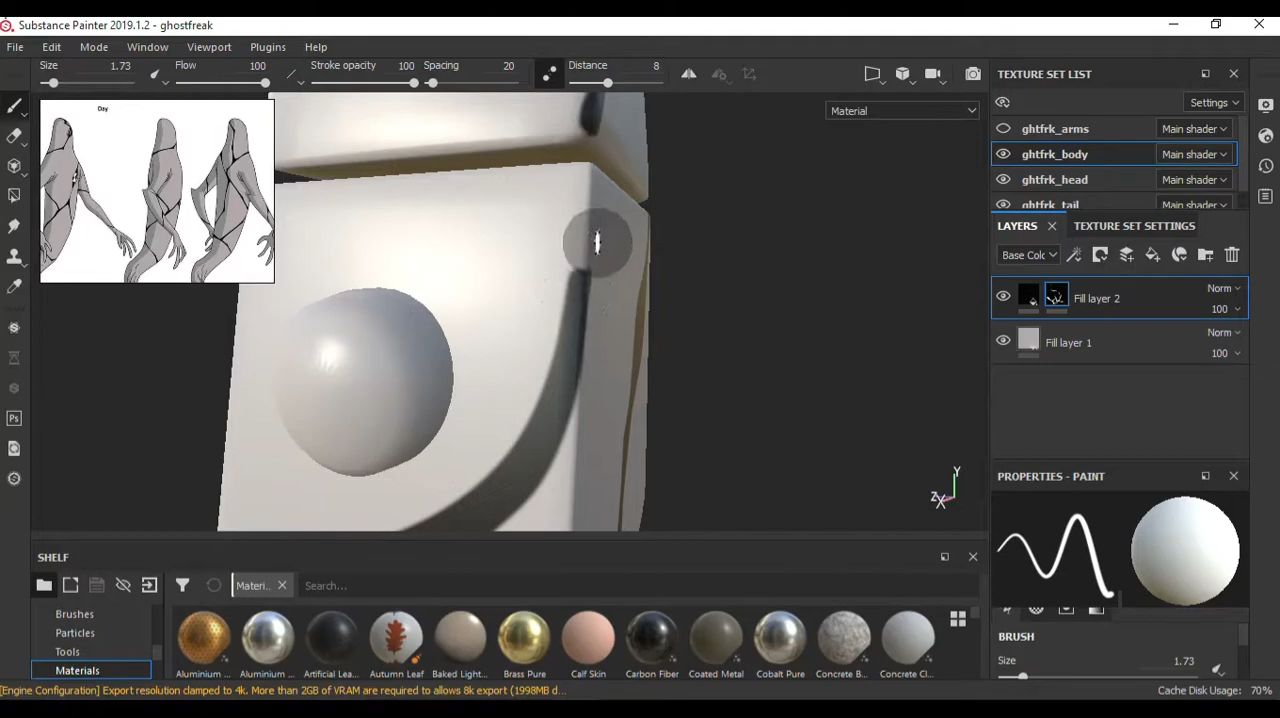 Substance Painter 2019.1.2 - ghostfreak
File Edit Mode Window Viewport Plugins Help
Size 1.73 Flow 100 Stroke opacity 100 Spacing 20 Distance 8
Day
Material
TEXTURE SET LIST
Settings
ghtfrk_arms Main shader
ghtfrk_body Main shader
ghtfrk_head Main shader
ghtfrk_tail Main shader
LAYERS TEXTURE SET SETTINGS
Base Colo
Fill layer 2 Norm 100
Fill layer 1 Norm 100
Ps
Y
Z X
PROPERTIES - PAINT
BRUSH
Size 1.73
SHELF
Materi.. Search...
Brushes
Particles
Tools
Materials
Aluminium ... Aluminium ... Artificial Lea... Autumn Leaf Baked Light... Brass Pure Calf Skin Carbon Fiber Coated Metal Cobalt Pure Concrete B... Concrete Cl...
[Engine Configuration] Export resolution clamped to 4k. More than 2GB of VRAM are required to allows 8k export (1998MB d...
Cache Disk Usage: 70%